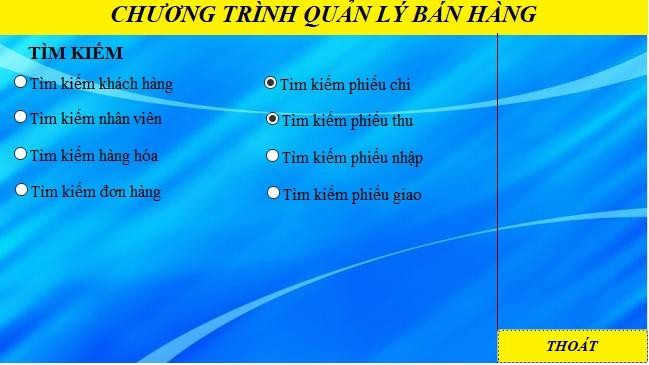 CHƯƠNG TRÌNH QUẢN LÝ BÁN HÀNG
TÌM KIẾM
Tìm kiếm khách hàng
Tìm kiếm phiếu chi
Tìm kiếm nhân viên
Tìm kiếm phiếu thu
Tìm kiếm hàng hóa
Tìm kiếm phiếu nhập
Tìm kiếm đơn hàng
Tìm kiếm phiếu giao
THOÁT